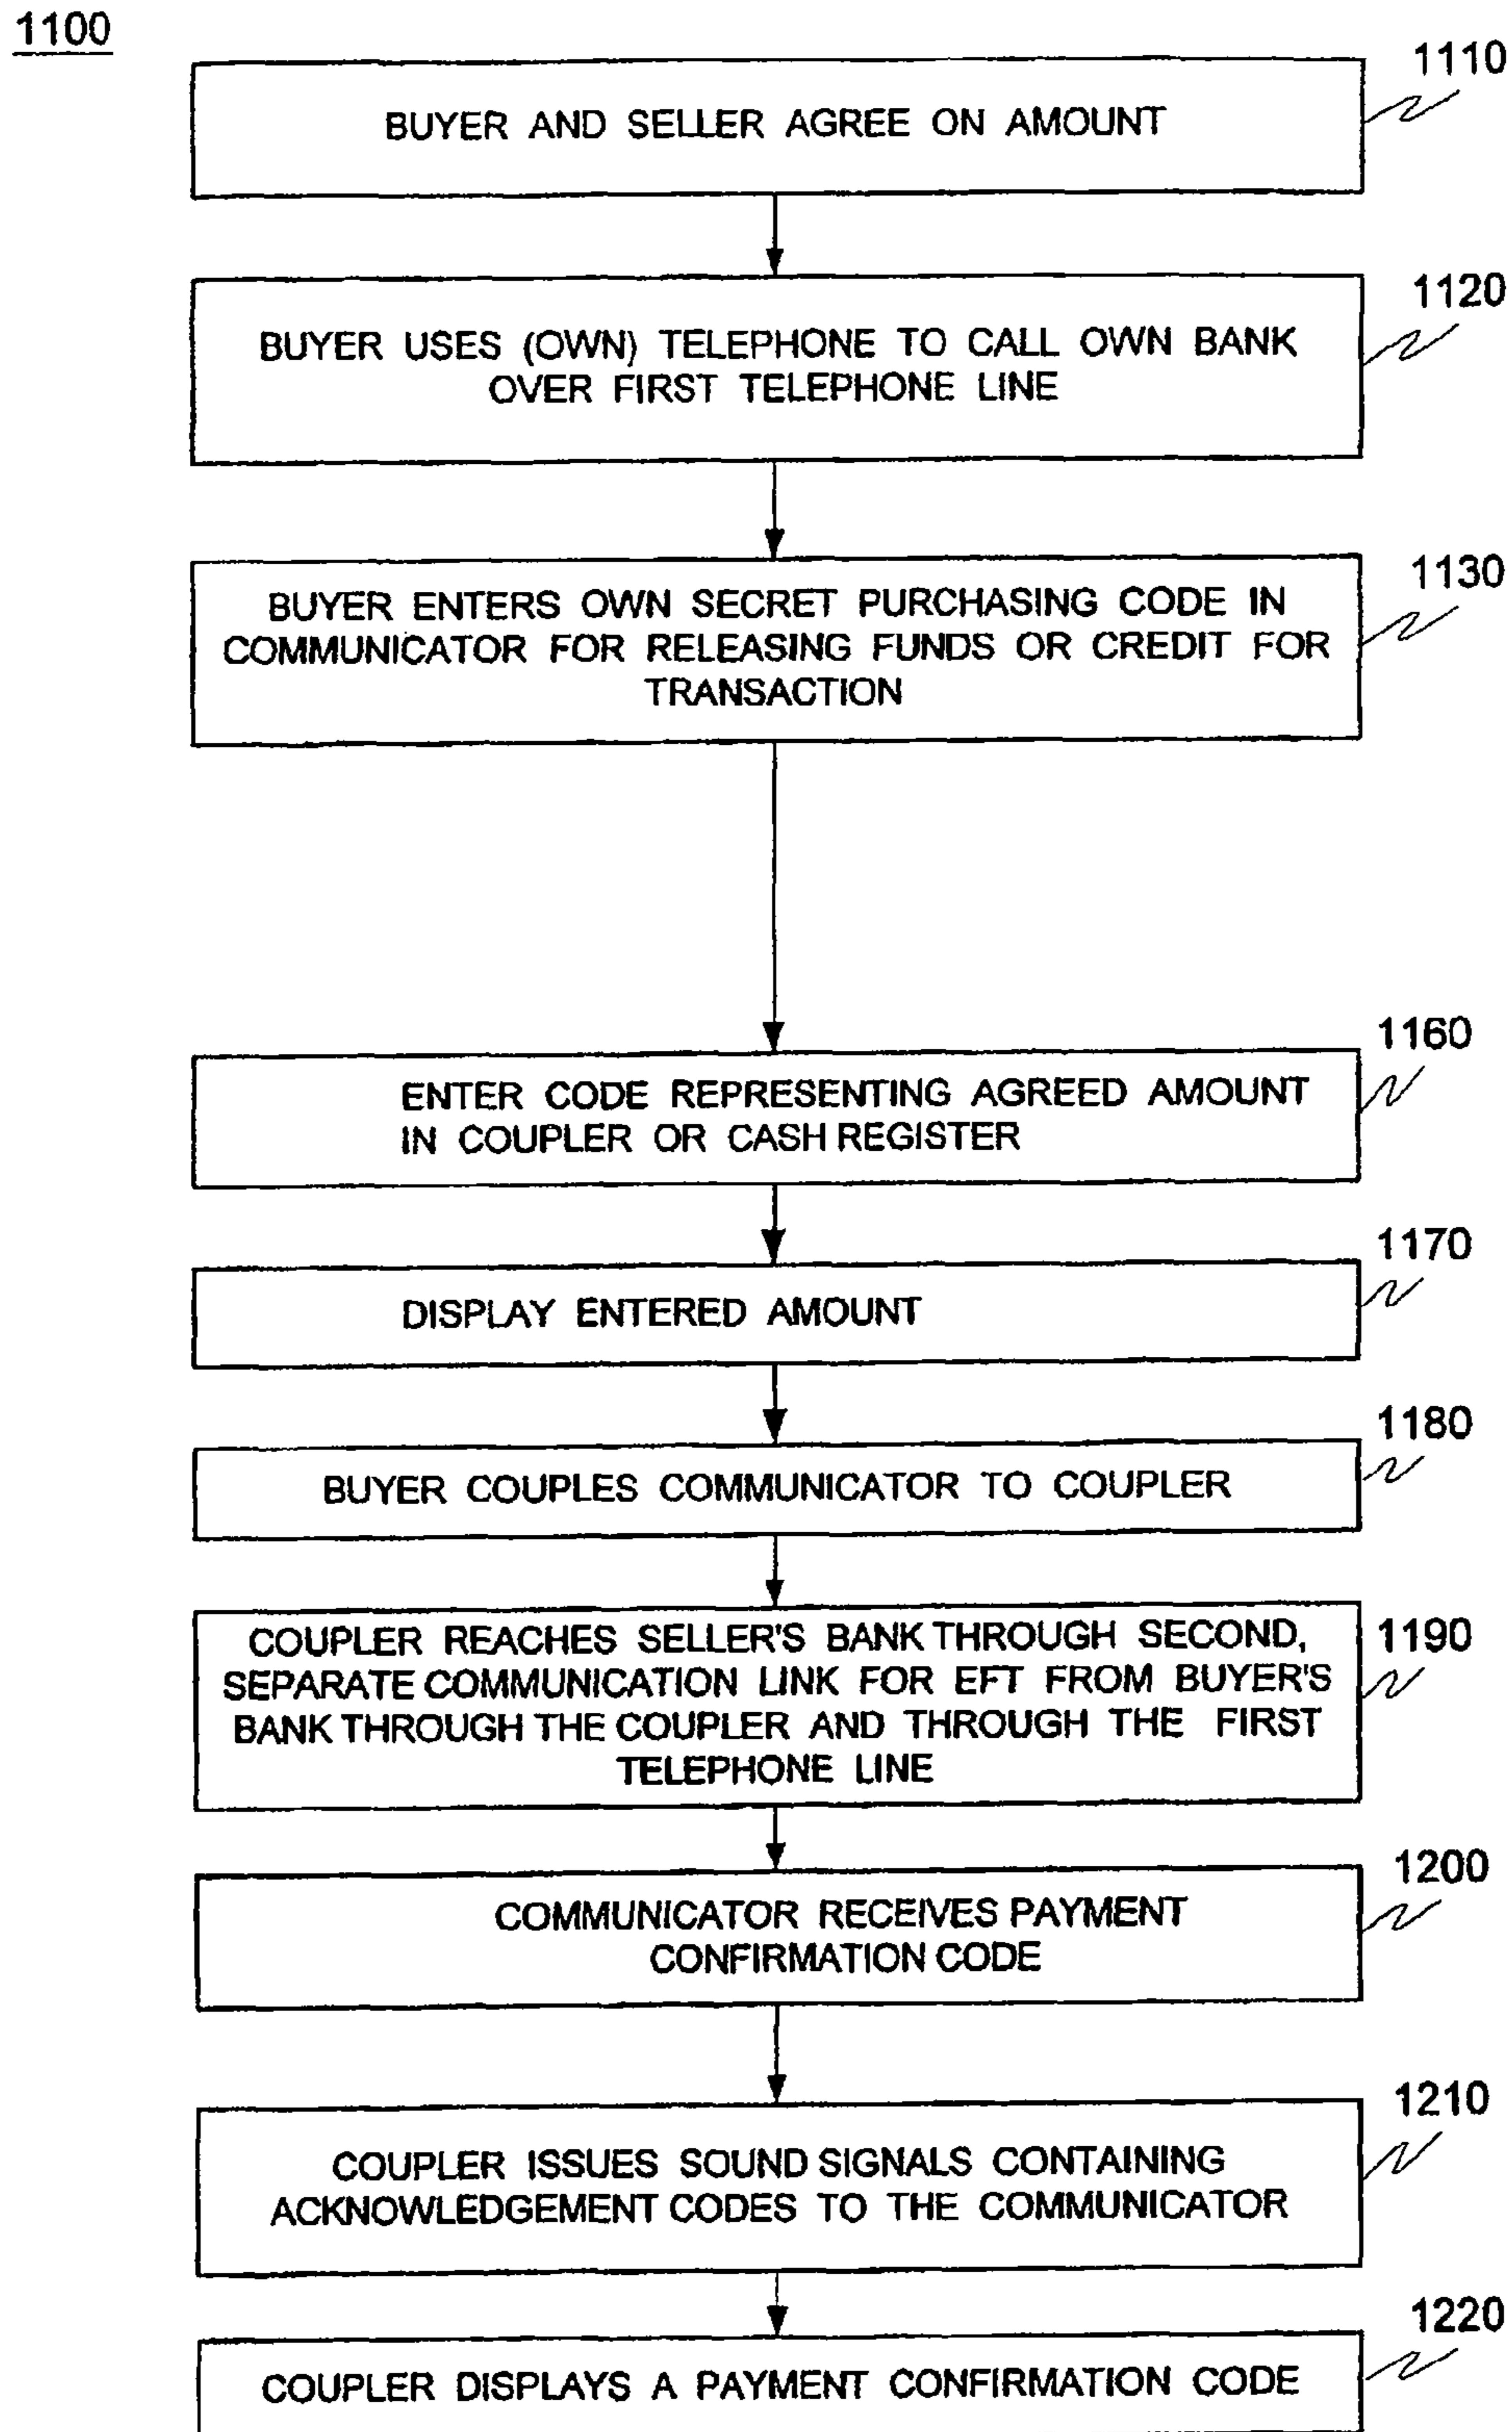 1100
1110
BUYER AND SELLER AGREE ON AMOUNT
1120
BUYER USES (OWN) TELEPHONE TO CALL OWN BANK
OVER FIRST TELEPHONE LINE
1130
BUYER ENTERS OWN SECRET PURCHASING CODE IN
COMMUNICATOR FOR RELEASING FUNDS OR CREDIT FOR
TRANSACTION
1160
ENTER CODE REPRESENTING AGREED AMOUNT
IN COUPLER OR CASH REGISTER
1170
DISPLAY ENTERED AMOUNT
1180
BUYER COUPLES COMMUNICATOR TO COUPLER
1190
COUPLER REACHES SELLER'S BANK THROUGH SECOND,
SEPARATE COMMUNICATION LINK FOR EFT FROM BUYER'S
BANK THROUGH THE COUPLER AND THROUGH THE FIRST
TELEPHONE LINE
1200
COMMUNICATOR RECEIVES PAYMENT
CONFIRMATION CODE
1210
COUPLER ISSUES SOUND SIGNALS CONTAINING
ACKNOWLEDGEMENT CODES TO THE COMMUNICATOR
1220
COUPLER DISPLAYS A PAYMENT CONFIRMATION CODE